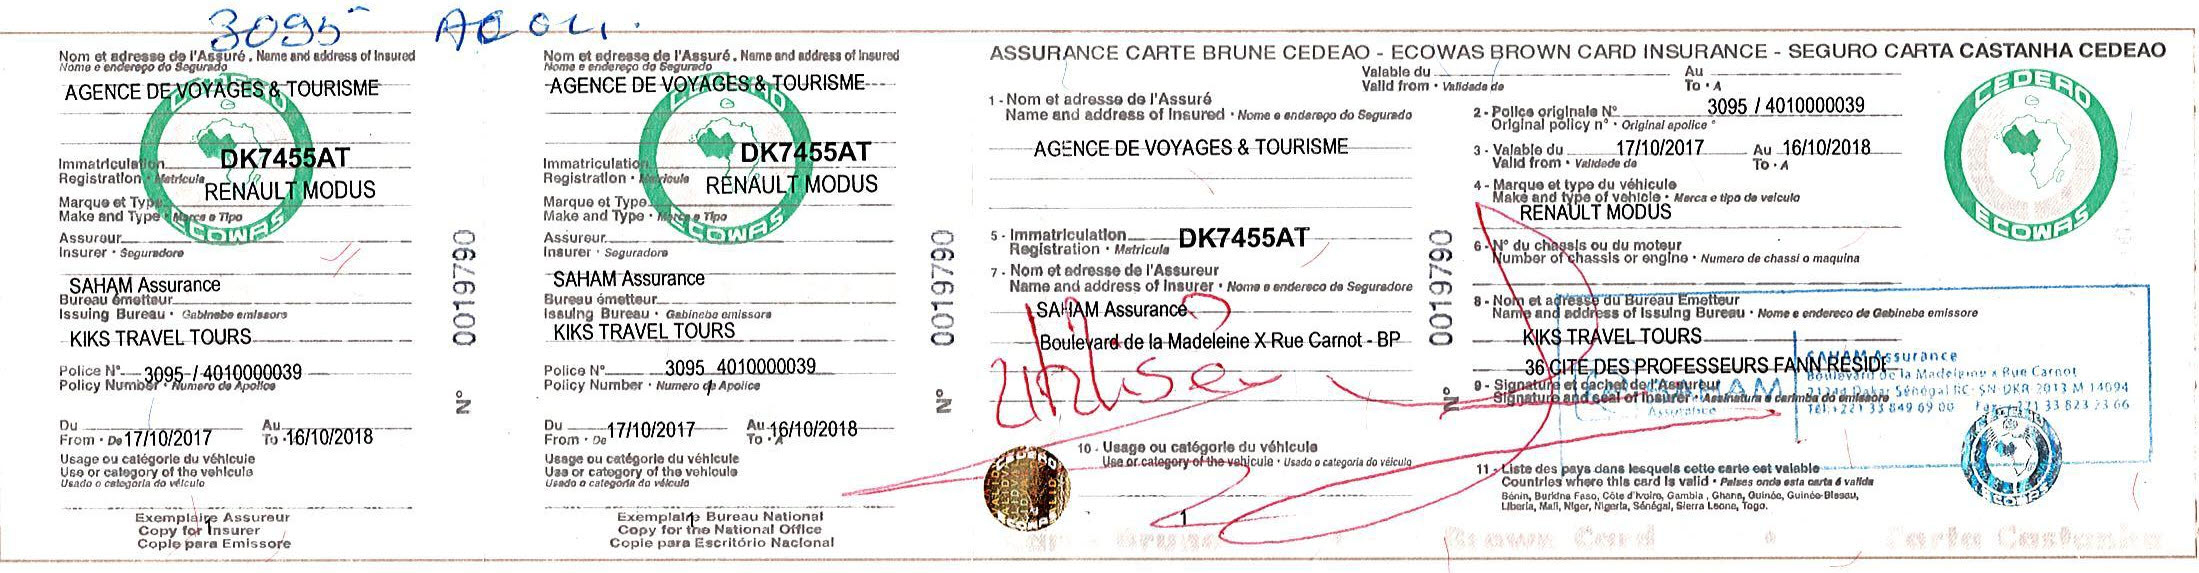 3095
Nom et adresse de l'Assuré . Name and address of Insured
Nome e endereço do Segurado
AGENCE DE VOYAGES & TOURISME
CEDEAO
Immatriculation
DK7455AT
Registration · Matricula
RENAULT MODUS
Marque et Type
Make and Type · Marca e Tipo
ECOWAS
Assureur
Insurer · Seguradore
SAHAM Assurance
Bureau émetteur
Issuing Bureau · Gabinebe emissors
KIKS TRAVEL TOURS
Police N° 3095 / 4010000039
Policy Number · Numero de Apolice
Du Au
From · De 17/10/2017 To · 16/10/2018
Usage ou catégorie du véhicule
Use or category of the vehicule
Usado o categoria do véiculo
1
Exemplaire Assureur
Copy for Insurer
Copie para Emissore
N° 0019790
Nom et adresse de l'Assuré . Name and address of Insured
Nome e endereço do Segurado
AGENCE DE VOYAGES & TOURISME---
CEDEAO
Immatriculation
DK7455AT
Registration · Matricula
RENAULT MODUS
Marque et Type
Make and Type · Marca e Tipo
ECOWAS
Assureur
Insurer · Seguradore
SAHAM Assurance
Bureau émetteur
Issuing Bureau · Gabinebe emissora
KIKS TRAVEL TOURS
Police N° 3095 4010000039
Policy Number · Numero de Apolice
Du Au
From · De 17/10/2017 To · A 16/10/2018
Usage ou catégorie du véhicule
Usa or category of the vehicule
Usado o categoria do véiculo
1
Exemplaire Bureau National
Copy for the National Office
Copie para Escritório Nacional
N° 0019790
ASSURANCE CARTE BRUNE CEDEAO - ECOWAS BROWN CARD INSURANCE - SEGURO CARTA CASTANHA CEDEAO
Valable du Au
Valid from · Validade de To · A
1 - Nom et adresse de l'Assuré
Name and address of Insured · Nome e endereço do Segurado
AGENCE DE VOYAGES & TOURISME
5 - Immatriculation DK7455AT
Registration · Matricula
7 - Nom et adresse de l'Assureur
Name and address of Insurer · Nome e endereco de Seguradore
SAHAM Assurance
Boulevard de la Madeleine X Rue Carnot - BP
10 - Usage ou catégorie du véhicule
Use or category of the vehicule · Usado o categoria do véiculo
1
N° 0019790
2 - Police originale N° 3095 / 4010000039
Original policy n° · Original apolice °
3 - Valable du 17/10/2017 Au 16/10/2018
Valid from · Validade da To · A
4 - Marque et type du véhicule
Make and type of vehicle · Marca e tipo da veiculo
RENAULT MODUS
6 - N° du chassis ou du moteur
Number of chassis or engine · Numero de chassi o maquina
8 - Nom et adresse du Bureau Emetteur
Name and address of Issuing Bureau · Nome e endereco de Gabineba emissore
KIKS TRAVEL TOURS
36 CITE DES PROFESSEURS FANN RESIDE
9 - Signature et cachet de l'Assureur
Signature and seal of Insurer · Assinatura e carimba do emissore
SAHAM
Assurance
SAHAM Assurance
Boulevard de la Madeleine x Rue Carnot
Dakar Sénégal RC: SN-DKR 2013 M 14094
Tél: +221 33 849 69 00 Fax: +221 33 823 23 66
11 - Liste des pays dans lesquels cette carte est valable
Countries where this card is valid · Paises onde esta carta é valida
Bénin, Burkina Faso, Côte d'Ivoire, Gambia , Ghana, Guinée, Guinée-Bissau,
Liberia, Mali, Niger, Nigeria, Sénégal, Sierra Leone, Togo.
CEDEAO
ECOWAS
Brown Card
Carta Castanha